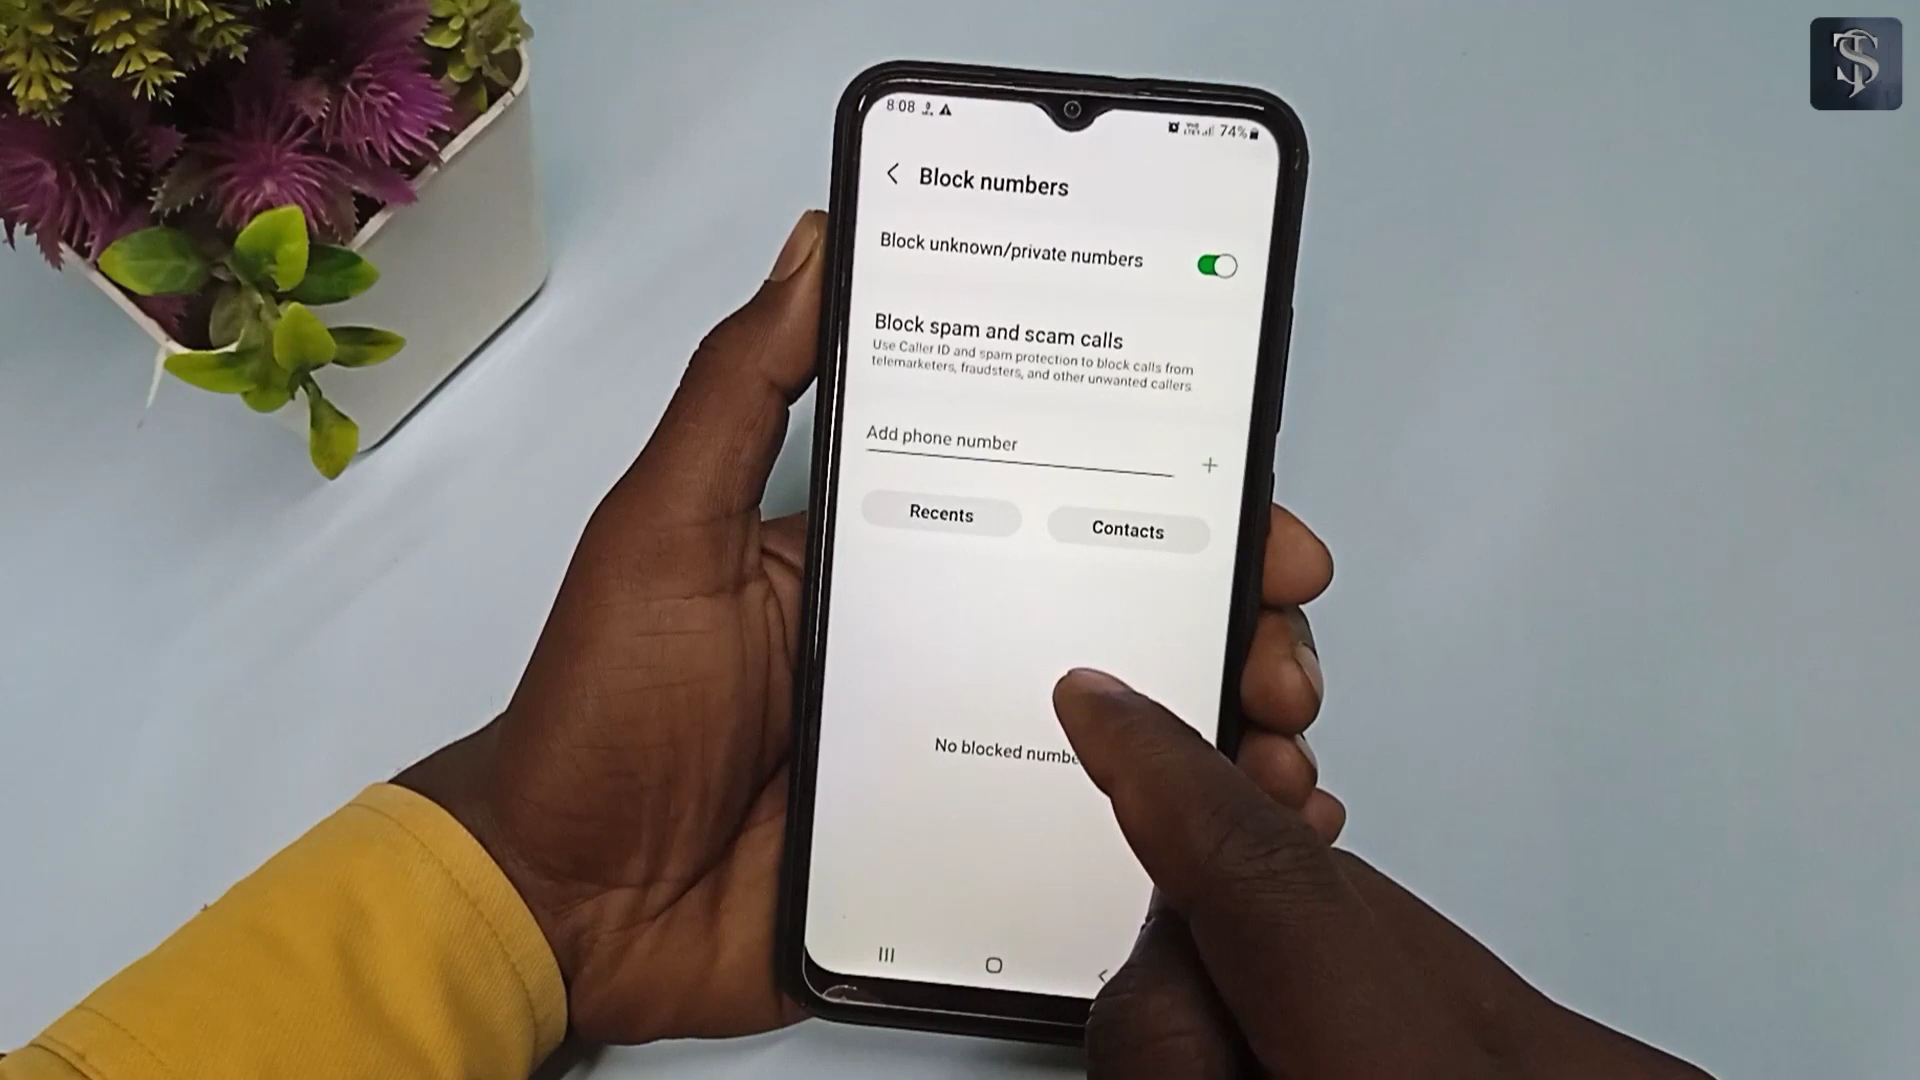 8:08
74%
Block numbers
Block unknown/private numbers
Block spam and scam calls
Use Caller ID and spam protection to block calls from
telemarketers, fraudsters, and other unwanted callers.
Add phone number
Recents
Contacts
No blocked numbe